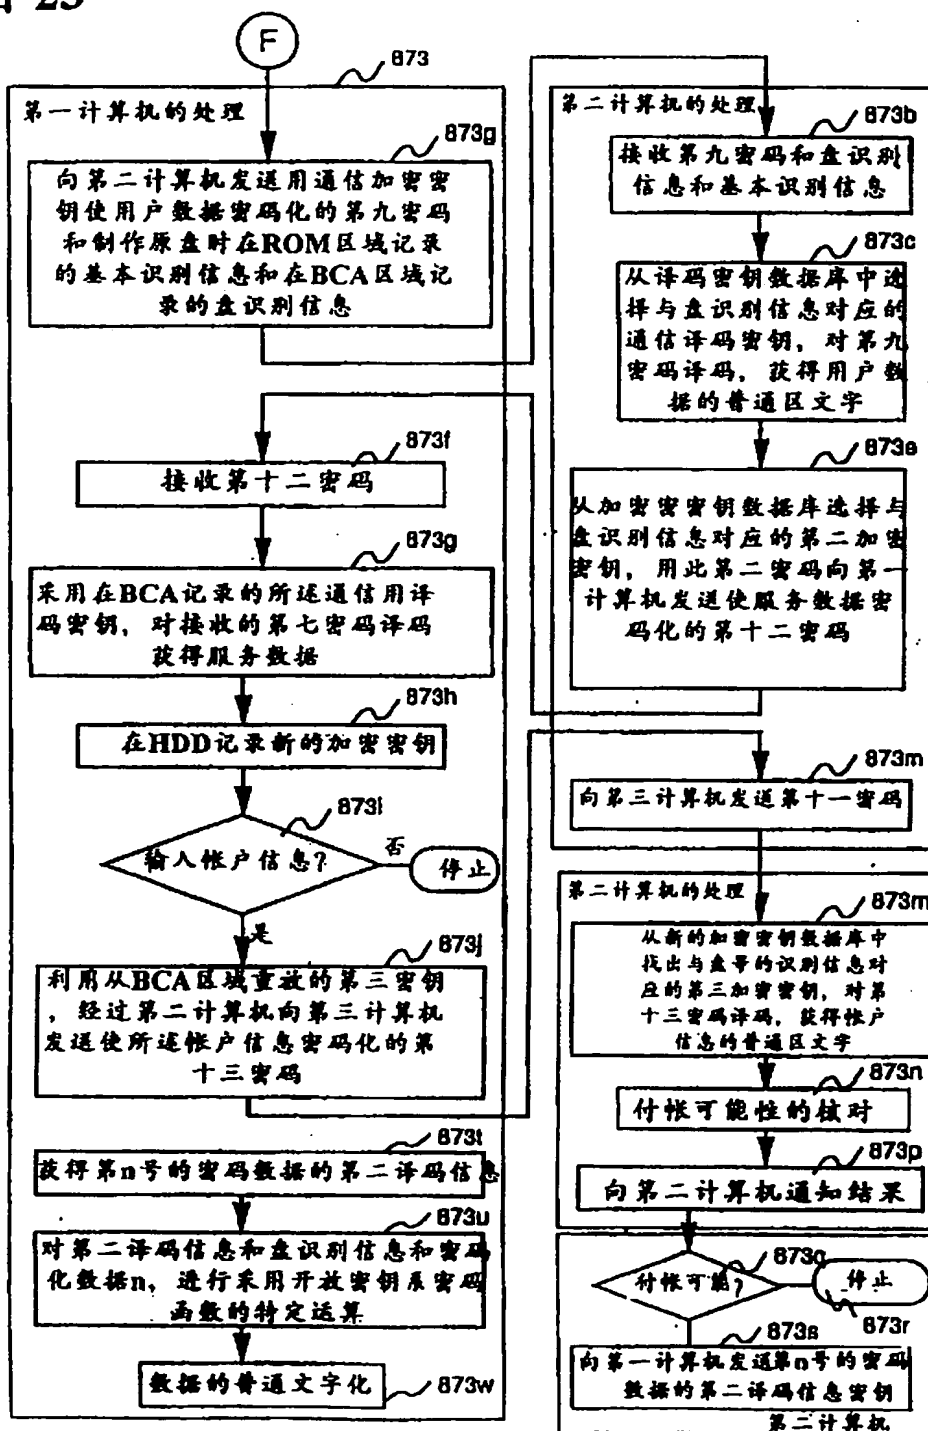 23
F
873
第一计算机的处理
873g
向第二计算机发送用通信加密密
钥使用户数据密码化的第九密码
和制作原盘时在ROM区域记录
的基本识别信息和在BCA区域记
录的盘识别信息
873f
接收第十二密码
873g
采用在BCA记录的所述通信用译
码密钥，对接收的第七密码译码
获得服务数据
873h
在HDD记录新的加密密钥
873i
输入帐户信息?
否
停止
是
873j
利用从BCA区域重放的第三密钥
，经过第二计算机向第三计算机
发送使所述帐户信息密码化的第
十三密码
873t
获得第n号的密码数据的第二译码信息
873u
对第二译码信息和盘识别信息和密码
化数据n，进行采用开放密钥系密码
函数的特定运算
数据的普通文字化
873w
第二计算机的处理
873b
接收第九密码和盘识别
信息和基本识别信息
873c
从译码密钥数据库中选
择与盘识别信息对应的
通信译码密钥，对第九
密码译码，获得用户数
据的普通区文字
873e
从加密密密钥数据库选择与
盘识别信息对应的第二加密
密钥，用此第二密码向第一
计算机发送使服务数据密
码化的第十二密码
873m
向第三计算机发送第十一密码
第二计算机的处理
873m
从新的加密密钥数据库中
找出与盘号的识别信息对
应的第三加密密钥，对第
十三密码译码，获得帐户
信息的普通区文字
873n
付帐可能性的核对
873p
向第二计算机通知结果
873q
付帐可能?
停止
873r
873s
向第一计算机发送第n号的密码
数据的第二译码信息密钥
第二计算机